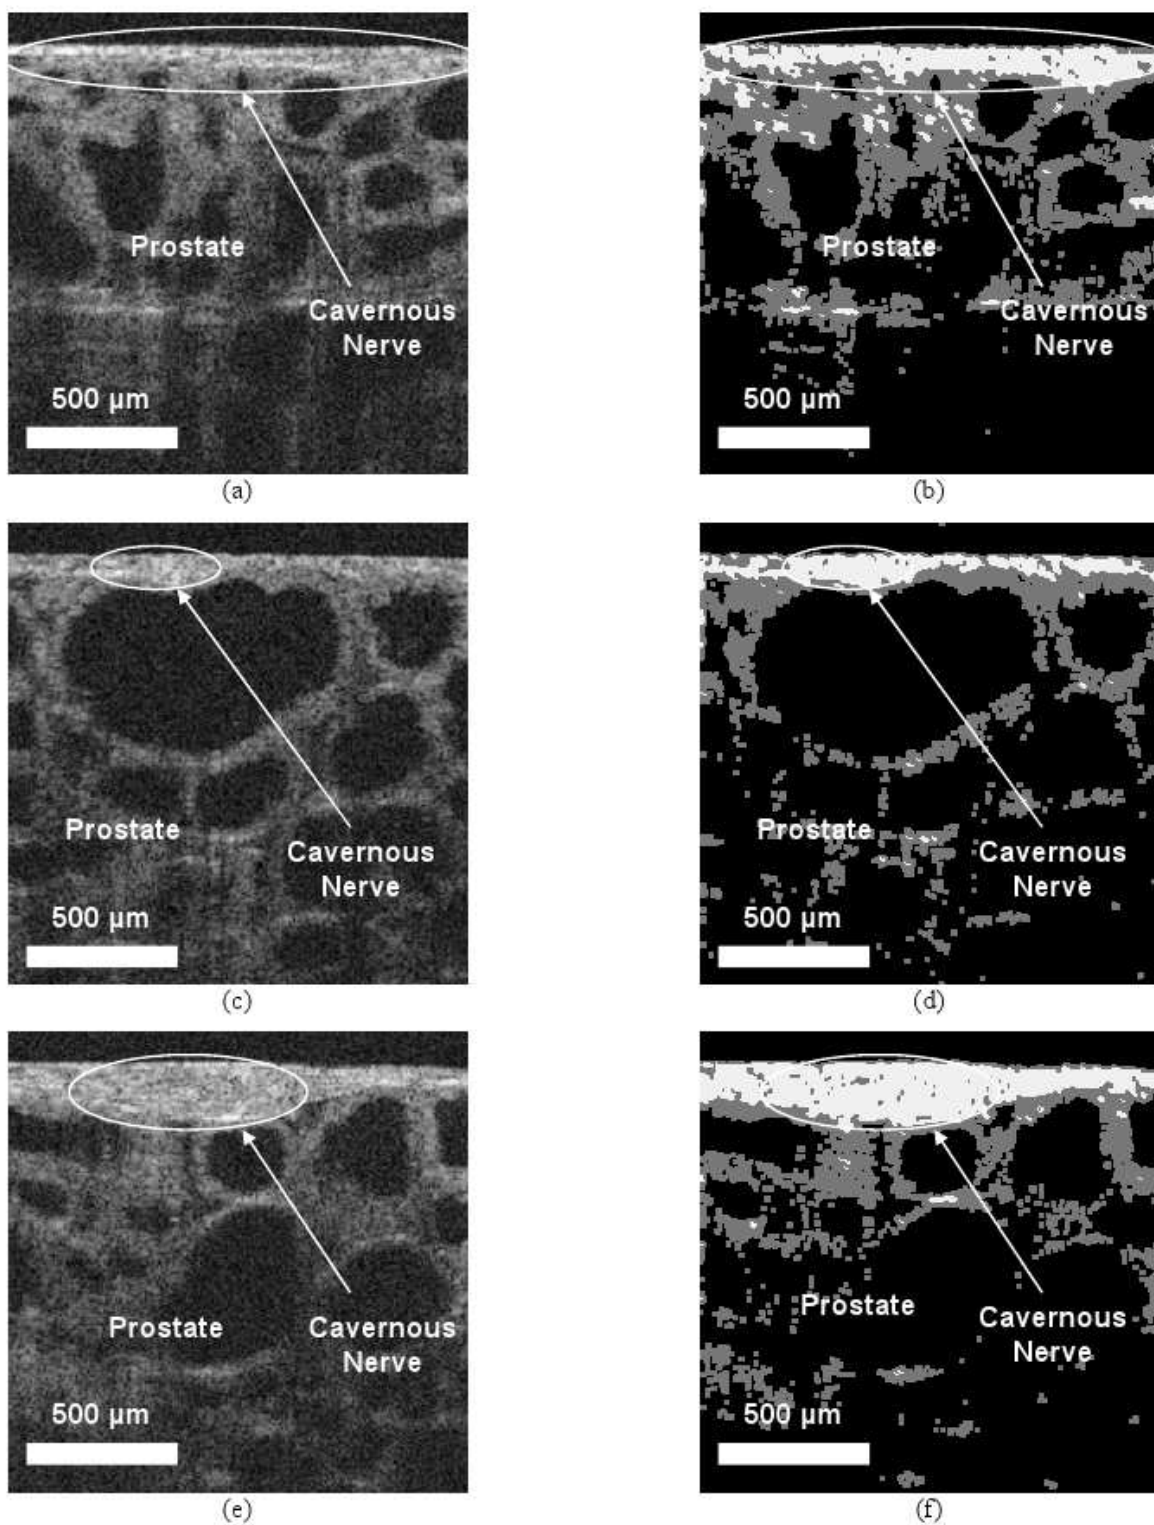 Prostate
Cavernous
Nerve
500 µm
(a)
Prostate
Cavernous
Nerve
500 µm
(b)
Prostate
Cavernous
Nerve
500 µm
(c)
Prostate
Cavernous
Nerve
500 µm
(d)
Prostate
Cavernous
Nerve
500 µm
(e)
Prostate
Cavernous
Nerve
500 µm
(f)